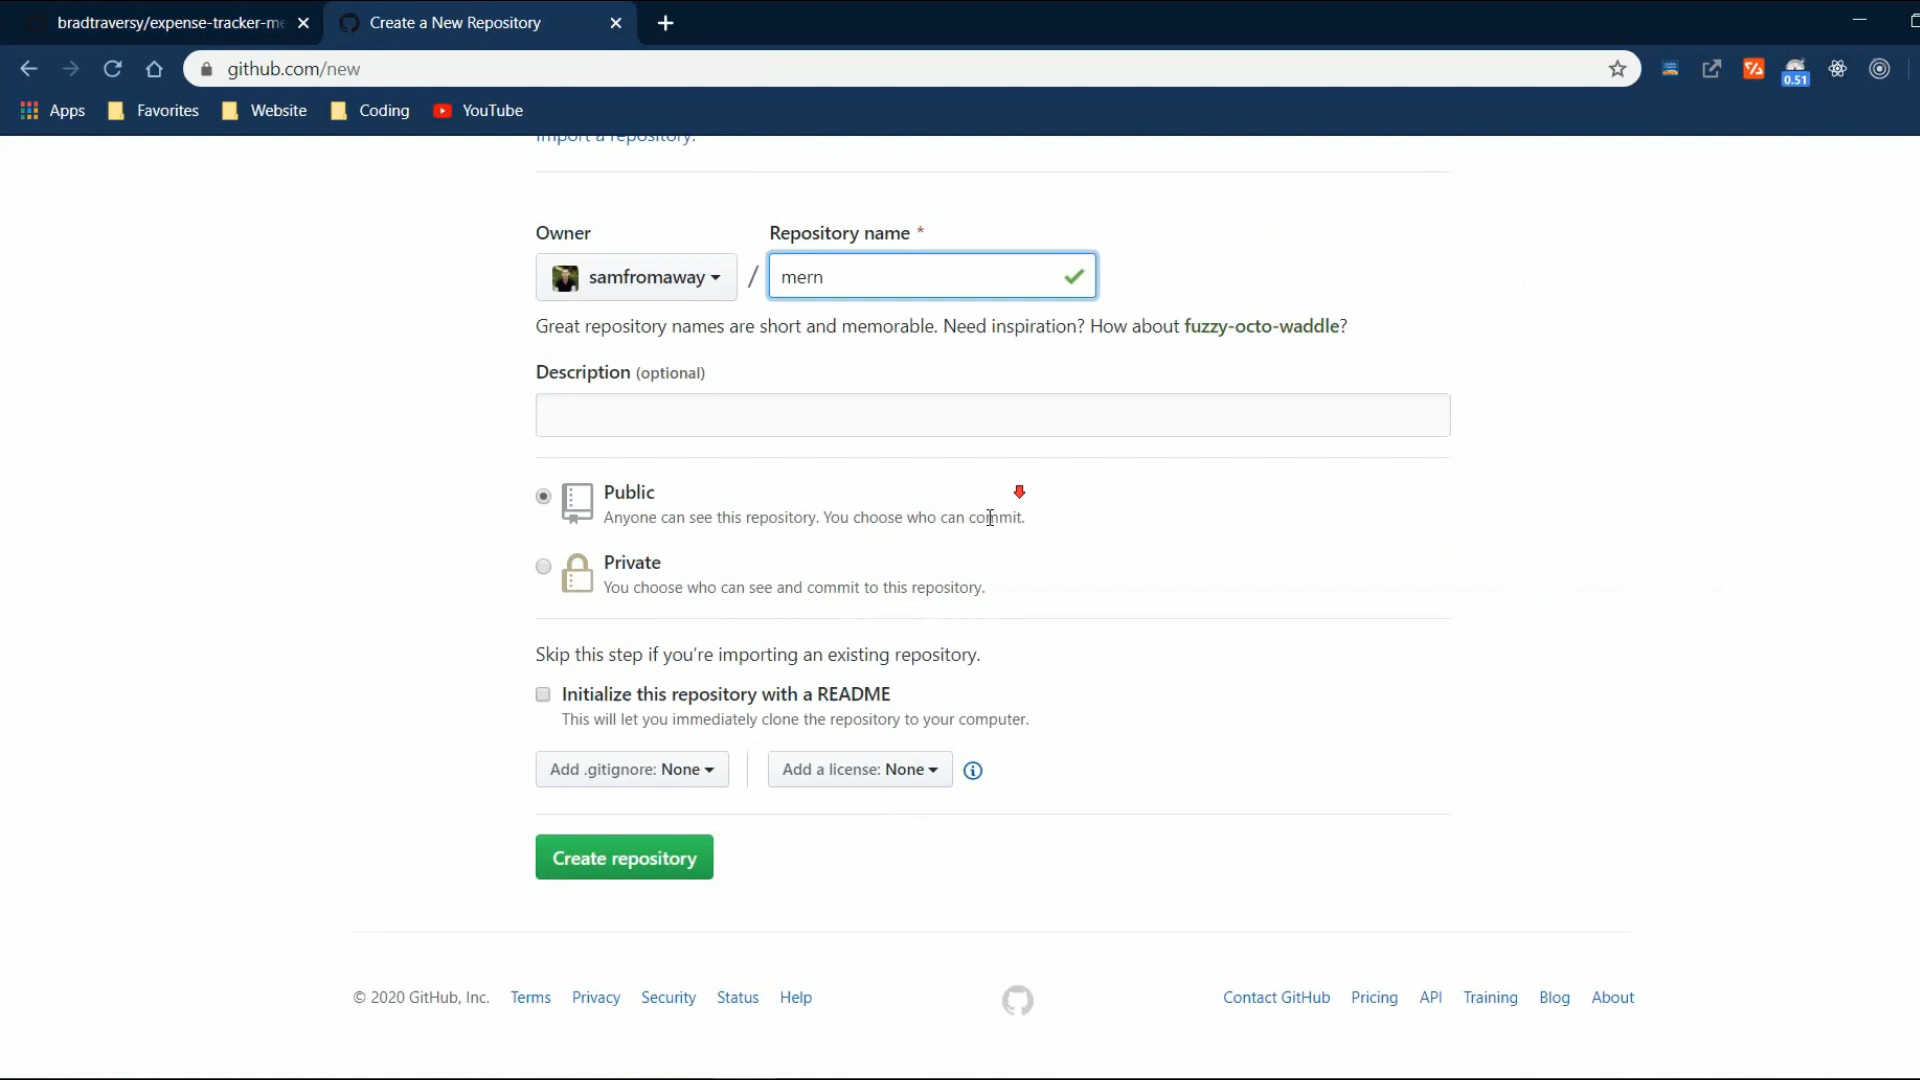 bradtraversy/expense-tracker-me
Create a New Repository
github.com/new
0.51
Apps
Favorites
Website
Coding
YouTube
Import a repository.
Owner
Repository name *
samfromaway
/
mern
Great repository names are short and memorable. Need inspiration? How about fuzzy-octo-waddle?
Description (optional)
Public
Anyone can see this repository. You choose who can commit.
Private
You choose who can see and commit to this repository.
Skip this step if you’re importing an existing repository.
Initialize this repository with a README
This will let you immediately clone the repository to your computer.
Add .gitignore: None
Add a license: None
Create repository
© 2020 GitHub, Inc.
Terms
Privacy
Security
Status
Help
Contact GitHub
Pricing
API
Training
Blog
About